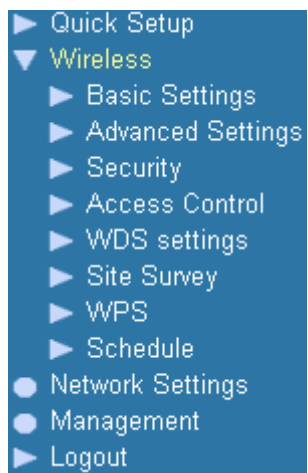 Quick Setup
Wireless
Basic Settings
Advanced Settings
Security
Access Control
WDS settings
Site Survey
WPS
Schedule
Network Settings
Management
Logout